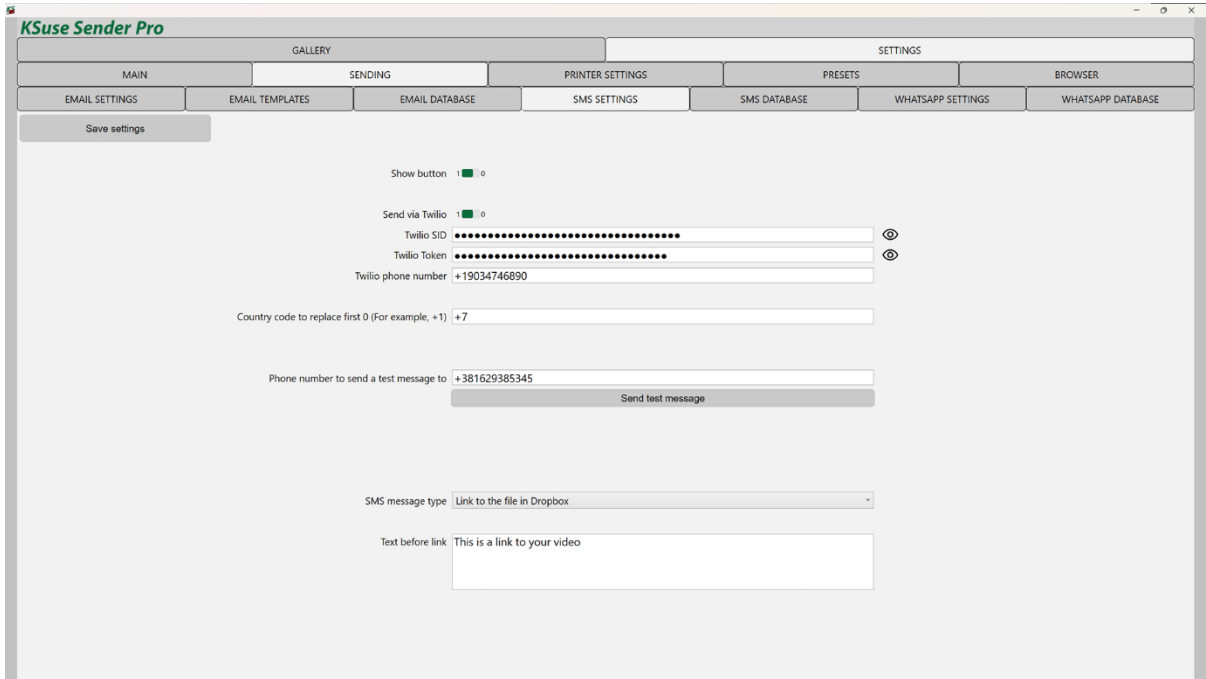 KSuse Sender Pro
GALLERY SETTINGS
MAIN SENDING PRINTER SETTINGS PRESETS BROWSER
EMAIL SETTINGS EMAIL TEMPLATES EMAIL DATABASE SMS SETTINGS SMS DATABASE WHATSAPP SETTINGS WHATSAPP DATABASE
Save settings
Show button 1 0
Send via Twilio 1 0
Twilio SID ●●●●●●●●●●●●●●●●●●●●●●●●●●●●●●●●●●
Twilio Token ●●●●●●●●●●●●●●●●●●●●●●●●●●●●●●●●
Twilio phone number +19034746890
Country code to replace first 0 (For example, +1) +7
Phone number to send a test message to +381629385345
Send test message
SMS message type Link to the file in Dropbox
Text before link This is a link to your video